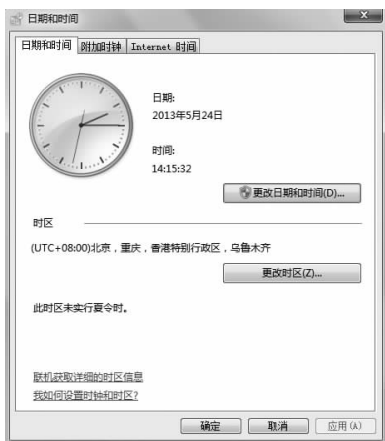 日期和时间
日期和时间 附加时钟 Internet 时间
日期:
2013年5月24日
时间:
14:15:32
更改日期和时间(D)...
时区
(UTC+08:00)北京，重庆，香港特别行政区，乌鲁木齐
更改时区(Z)...
此时区未实行夏令时。
联机获取详细的时区信息
我如何设置时钟和时区?
确定 取消 应用(A)